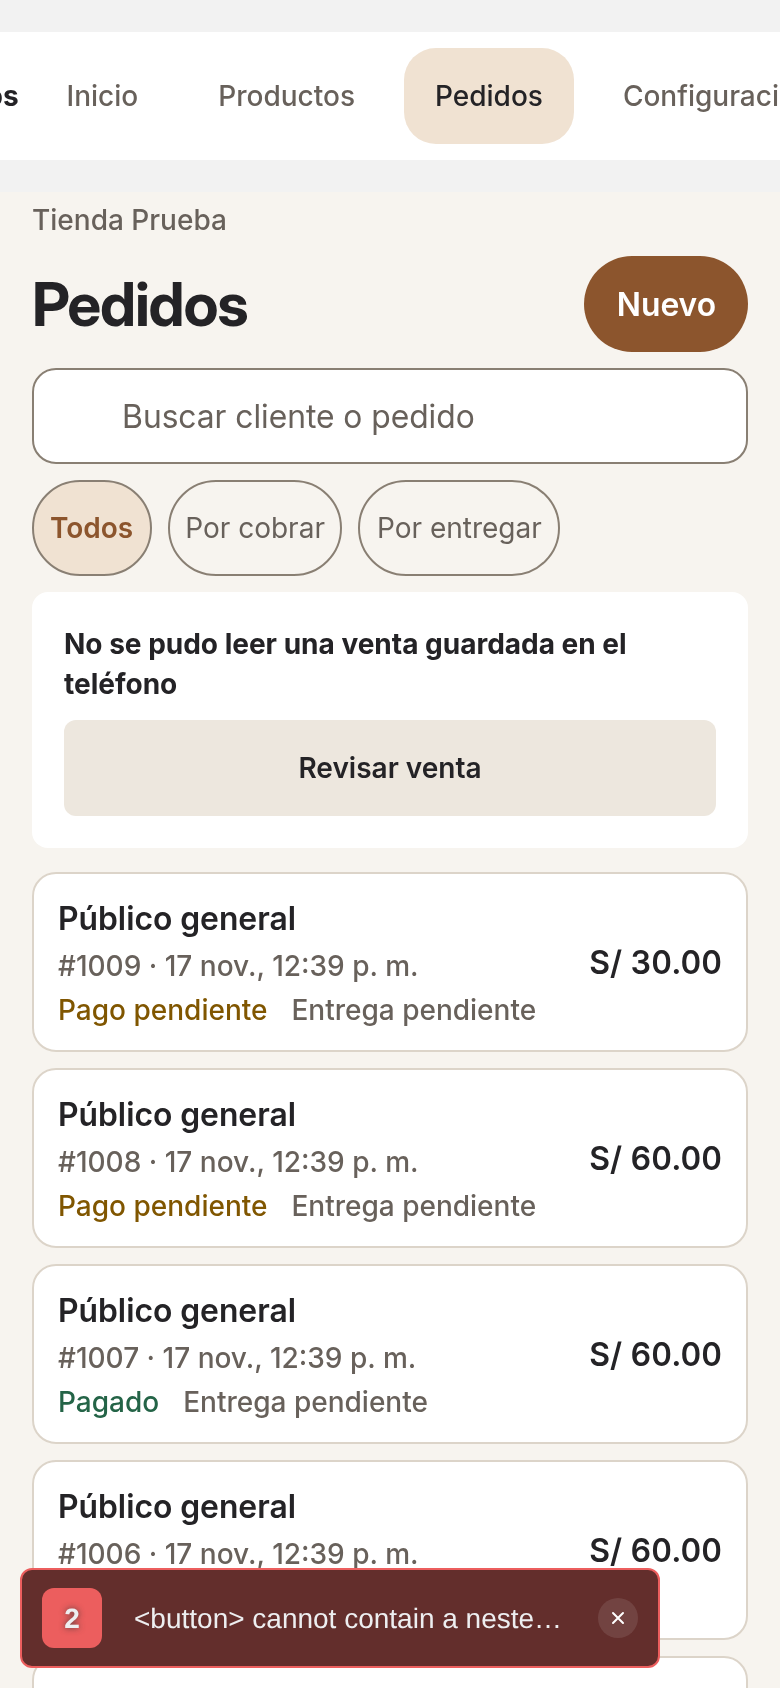 os Inicio Productos Pedidos Configuraci
Tienda Prueba
Pedidos
Nuevo
Buscar cliente o pedido
Todos Por cobrar Por entregar
No se pudo leer una venta guardada en el
teléfono
Revisar venta
Público general
#1009 · 17 nov., 12:39 p. m.
S/ 30.00
Pago pendiente Entrega pendiente
Público general
#1008 · 17 nov., 12:39 p. m.
S/ 60.00
Pago pendiente Entrega pendiente
Público general
#1007 · 17 nov., 12:39 p. m.
S/ 60.00
Pagado Entrega pendiente
Público general
#1006 · 17 nov., 12:39 p. m.
S/ 60.00
2 <button> cannot contain a neste…